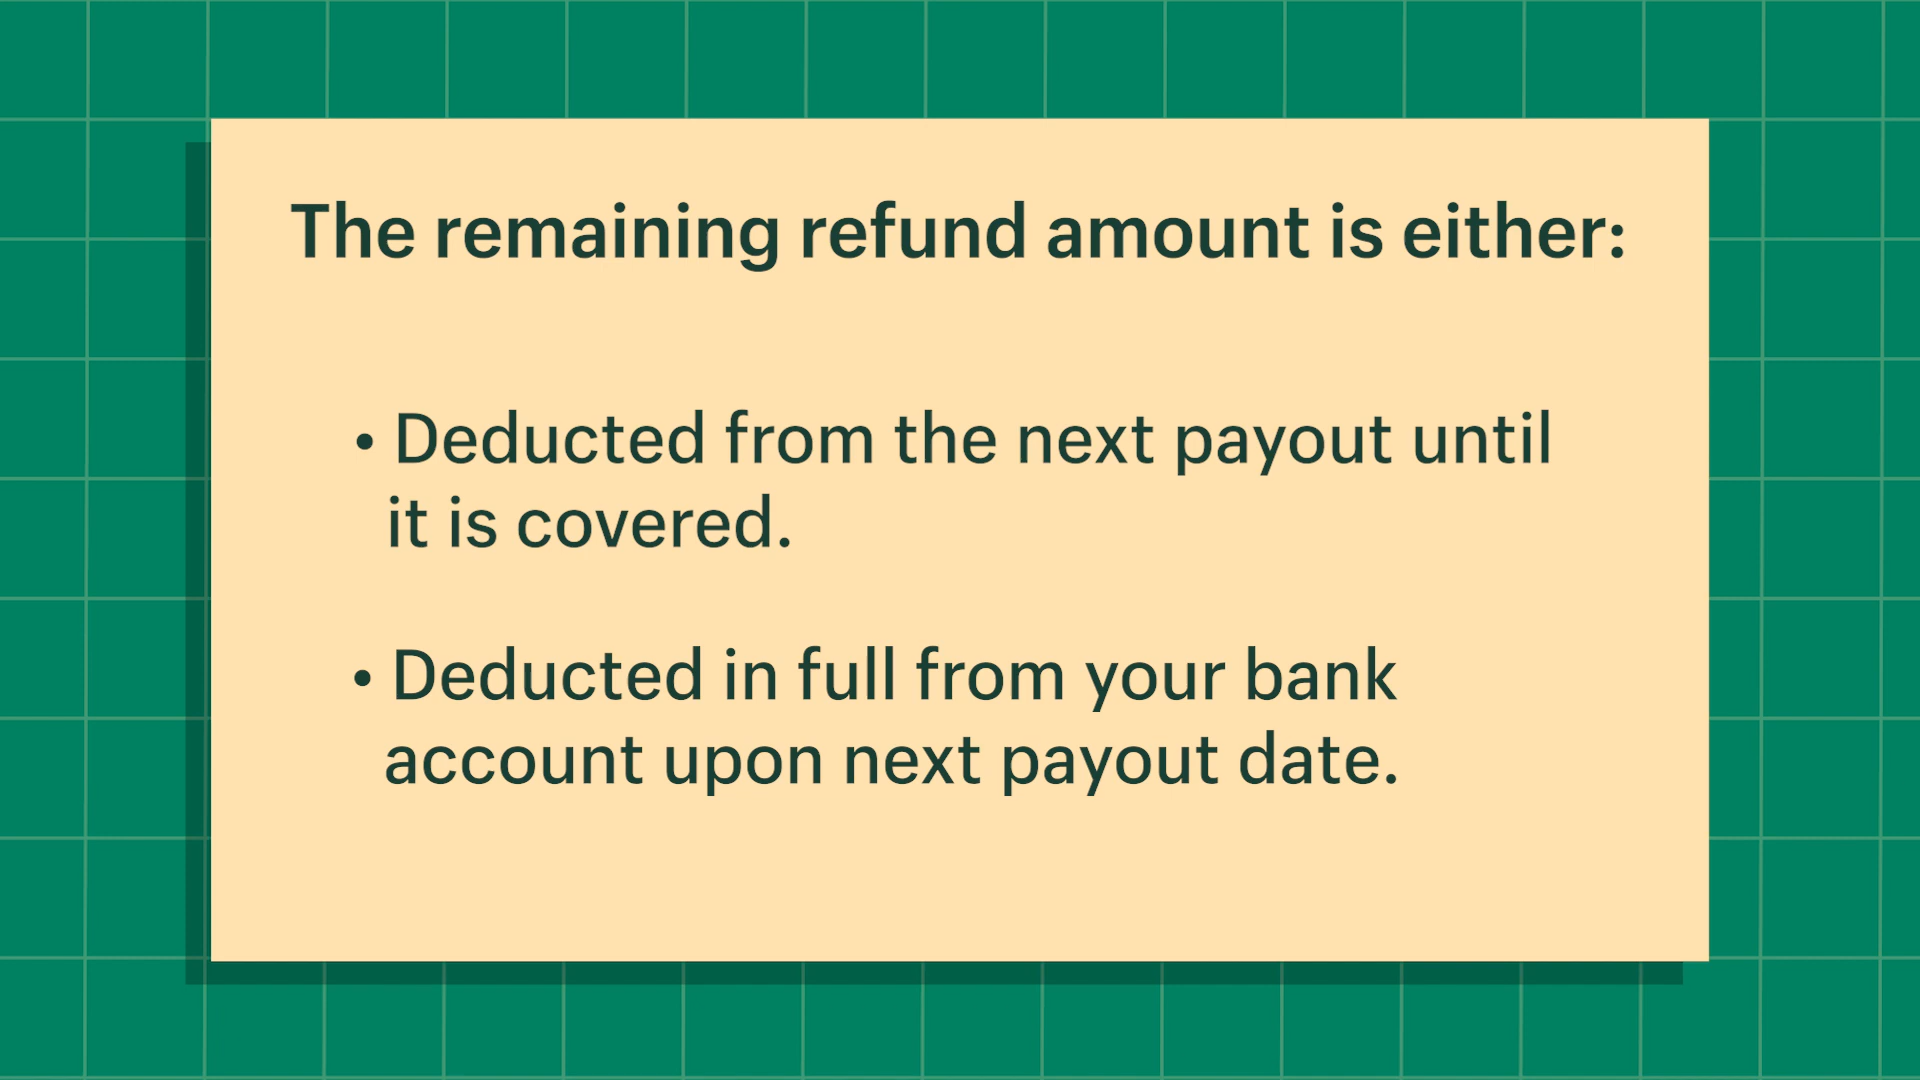 The remaining refund amount is either:
• Deducted from the next payout until
it is covered.
• Deducted in full from your bank
account upon next payout date.